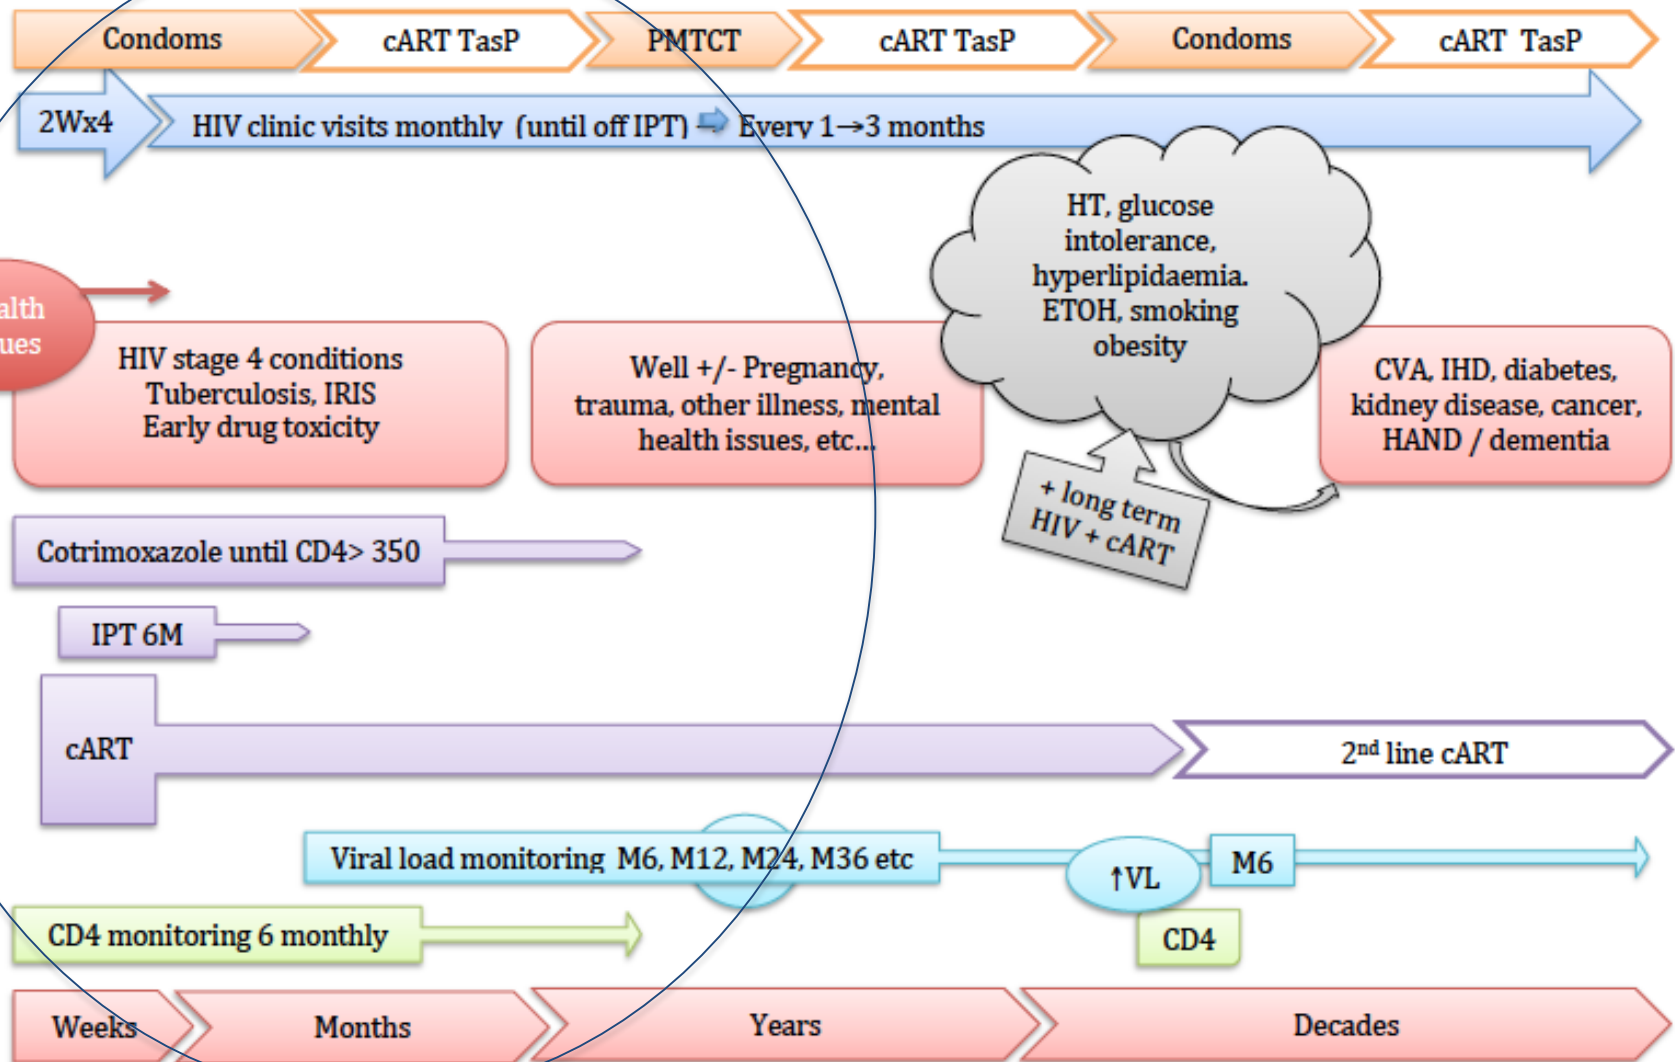 Condoms
cART TasP
PMTCT
cART TasP
Condoms
cART TasP
2Wx4
HIV clinic visits monthly (until off IPT) Every 1→3 months
HT, glucose
intolerance,
hyperlipidaemia.
ETOH, smoking
obesity
alth
ues
HIV stage 4 conditions
Tuberculosis, IRIS
Early drug toxicity
Well +/- Pregnancy,
trauma, other illness, mental
health issues, etc...
CVA, IHD, diabetes,
kidney disease, cancer,
HAND / dementia
+ long term
HIV + cART
Cotrimoxazole until CD4> 350
IPT 6M
cART
2nd line cART
Viral load monitoring M6, M12, M24, M36 etc
↑VL
M6
CD4 monitoring 6 monthly
CD4
Weeks
Months
Years
Decades